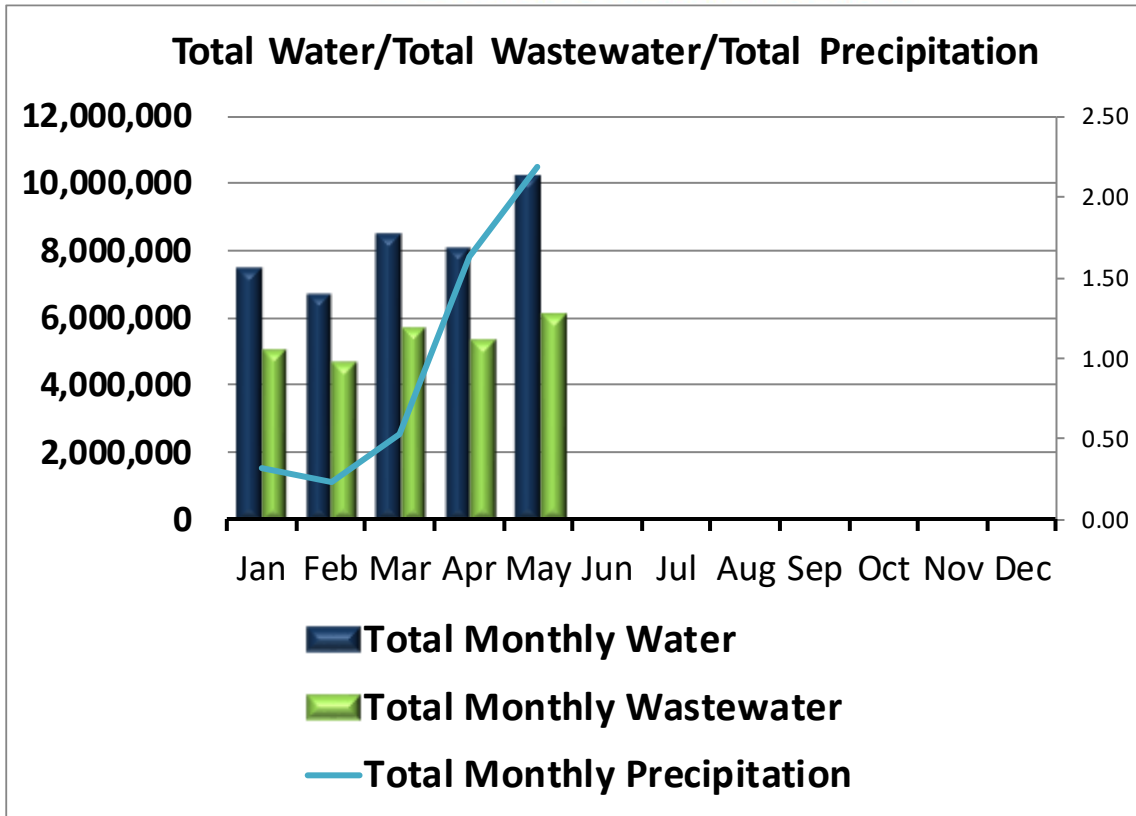 Total Water/Total Wastewater/Total Precipitation
12,000,000
10,000,000
8,000,000
6,000,000
4,000,000
2,000,000
0
2.50
2.00
1.50
1.00
0.50
0.00
Jan Feb Mar Apr May Jun Jul Aug Sep Oct Nov Dec
Total Monthly Water
Total Monthly Wastewater
Total Monthly Precipitation